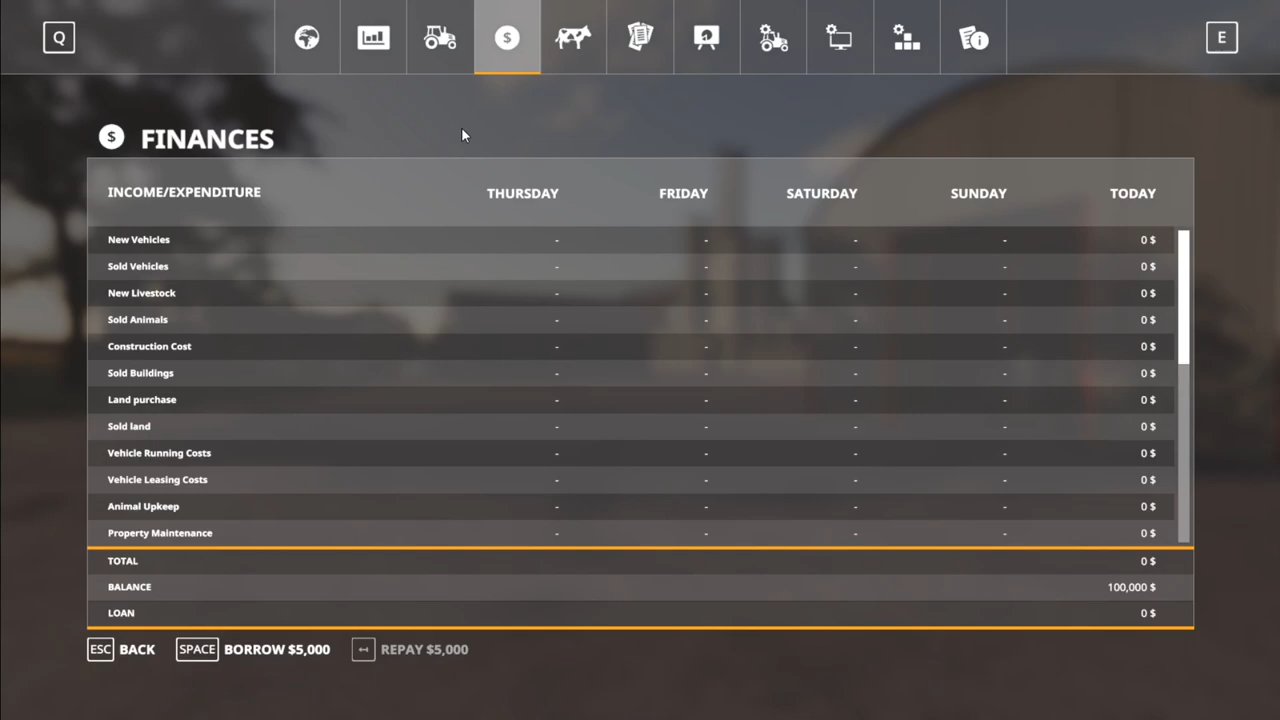 Q
E
$ FINANCES
INCOME/EXPENDITURE THURSDAY FRIDAY SATURDAY SUNDAY TODAY
New Vehicles - - - - 0 $
Sold Vehicles - - - - 0 $
New Livestock - - - - 0 $
Sold Animals - - - - 0 $
Construction Cost - - - - 0 $
Sold Buildings - - - - 0 $
Land purchase - - - - 0 $
Sold land - - - - 0 $
Vehicle Running Costs - - - - 0 $
Vehicle Leasing Costs - - - - 0 $
Animal Upkeep - - - - 0 $
Property Maintenance - - - - 0 $
TOTAL 0 $
BALANCE 100,000 $
LOAN 0 $
ESC BACK SPACE BORROW $5,000 ↔ REPAY $5,000